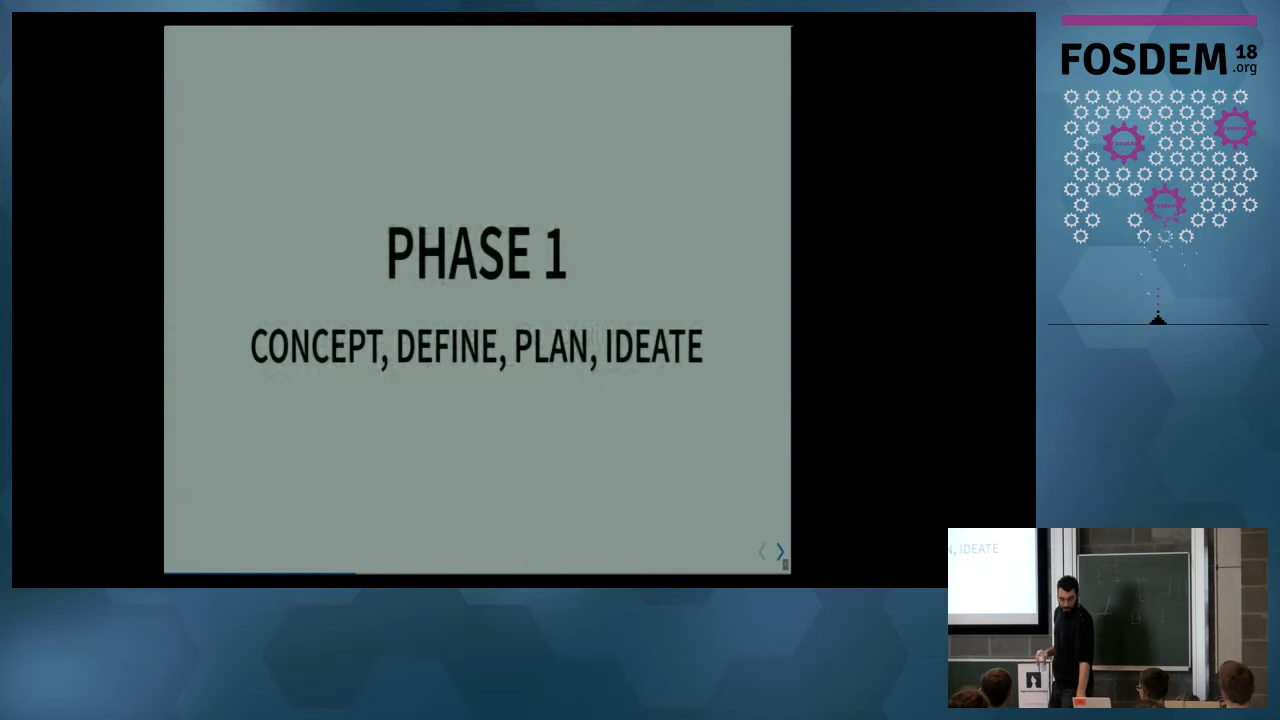 PHASE 1
CONCEPT, DEFINE, PLAN, IDEATE
FOSDEM 18
.org
N, IDEATE